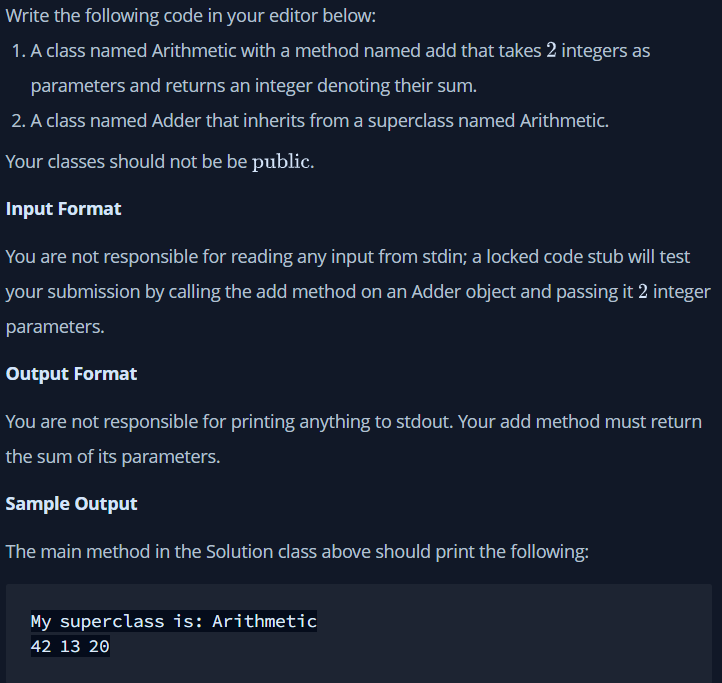 Write the following code in your editor below:
1. A class named Arithmetic with a method named add that takes 2 integers as
parameters and returns an integer denoting their sum.
2. A class named Adder that inherits from a superclass named Arithmetic.
Your classes should not be be public.
Input Format
You are not responsible for reading any input from stdin; a locked code stub will test
your submission by calling the add method on an Adder object and passing it 2 integer
parameters.
Output Format
You are not responsible for printing anything to stdout. Your add method must return
the sum of its parameters.
Sample Output
The main method in the Solution class above should print the following:
My superclass is: Arithmetic
42 13 20